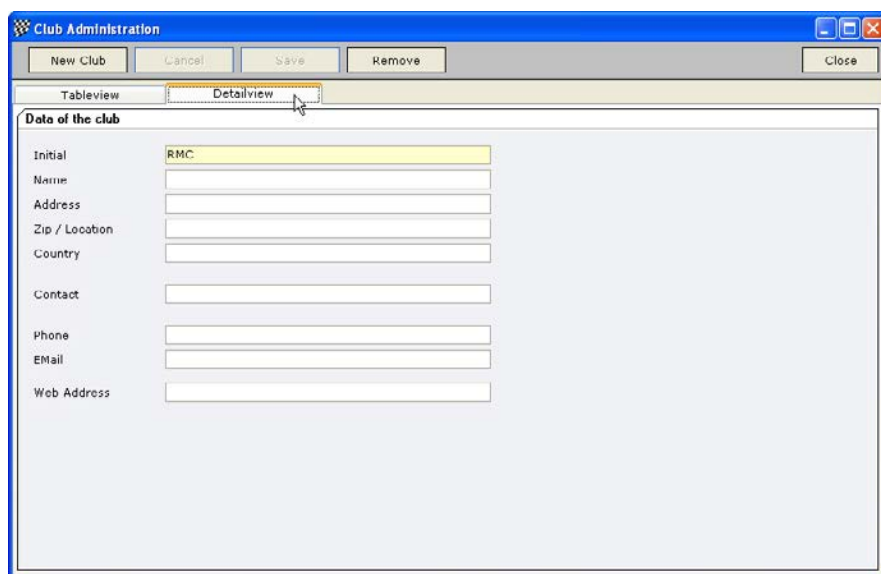 Club Administration
New Club Cancel Save Remove Close
Tableview Detailview
Data of the club
Initial RMC
Name
Address
Zip / Location
Country
Contact
Phone
EMail
Web Address